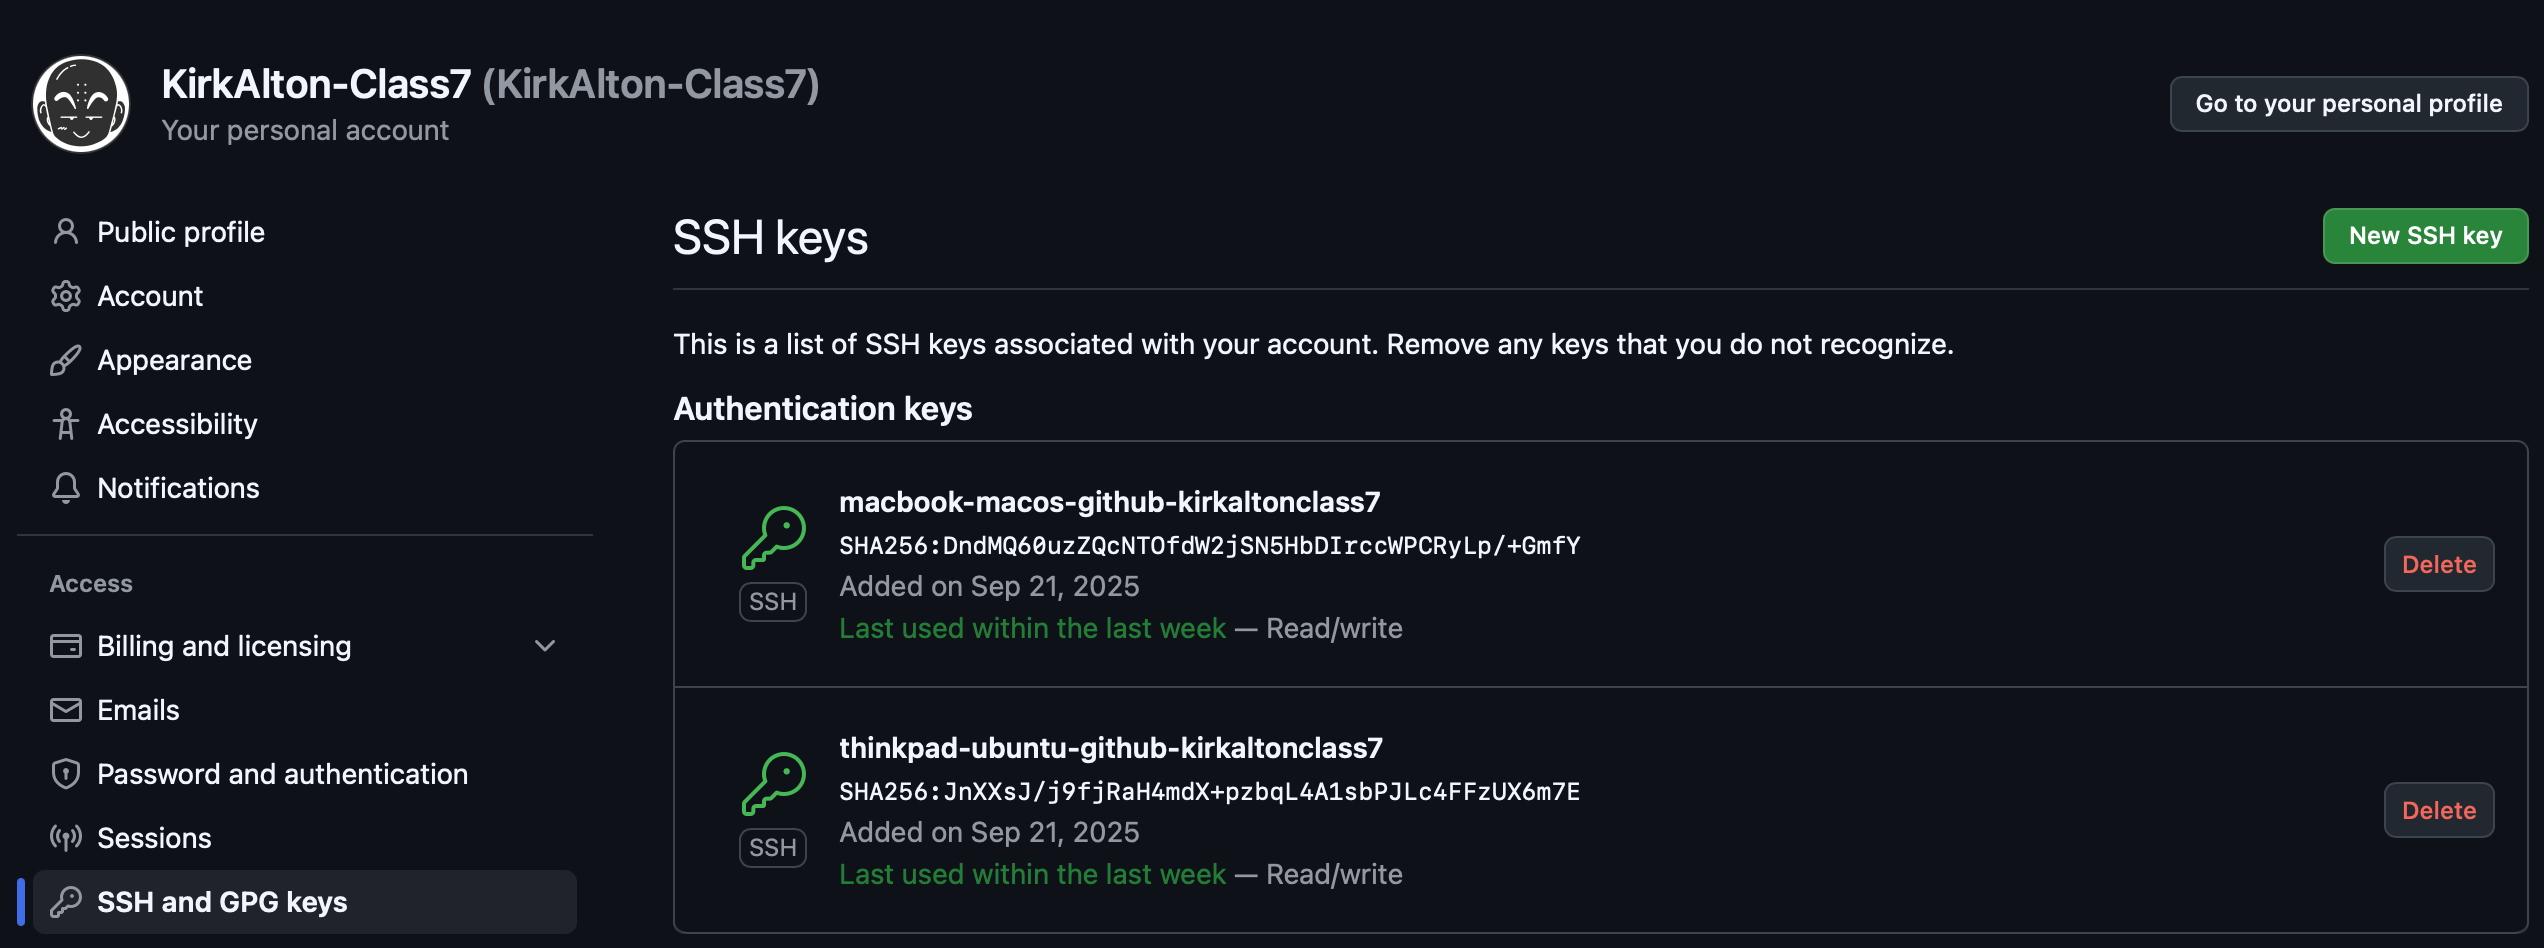 KirkAlton-Class7 (KirkAlton-Class7)
Your personal account
Go to your personal profile
Public profile
Account
Appearance
Accessibility
Notifications
Access
Billing and licensing
Emails
Password and authentication
Sessions
SSH and GPG keys
SSH keys
New SSH key
This is a list of SSH keys associated with your account. Remove any keys that you do not recognize.
Authentication keys
macbook-macos-github-kirkaltonclass7
SHA256:DndMQ60uzZQcNTOfdW2jSN5HbDIrccWPCRyLp/+GmfY
Added on Sep 21, 2025
Last used within the last week — Read/write
SSH
Delete
thinkpad-ubuntu-github-kirkaltonclass7
SHA256:JnXXsJ/j9fjRaH4mdX+pzbqL4A1sbPJLc4FFzUX6m7E
Added on Sep 21, 2025
Last used within the last week — Read/write
SSH
Delete